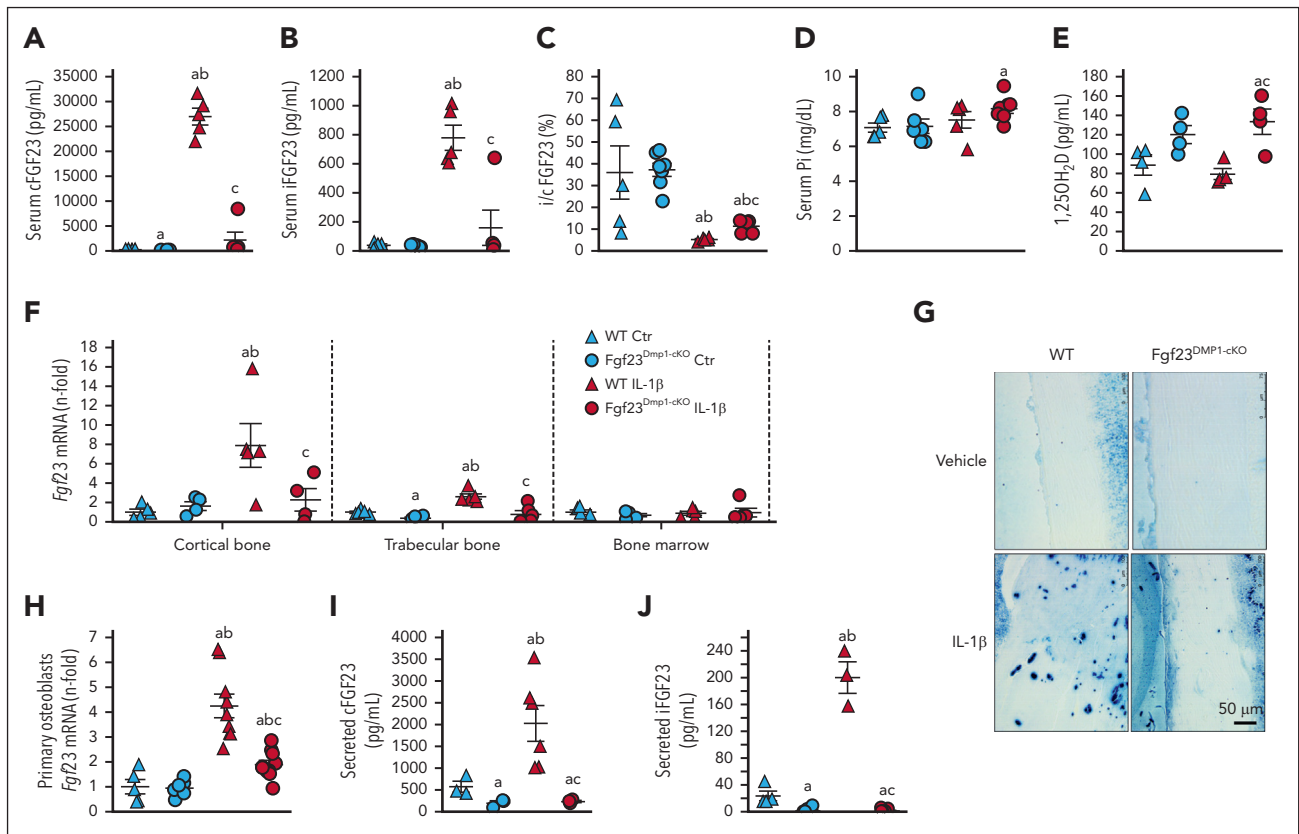 A
Serum cFGF23 (pg/mL)
35000
30000
25000
20000
15000
10000
5000
0
a
ab
c
B
Serum iFGF23 (pg/mL)
1200
1000
800
600
400
200
0
ab
c
C
i/c FGF23 (%)
80
70
60
50
40
30
20
10
0
ab
abc
D
Serum Pi (mg/dL)
10
8
6
4
2
0
a
E
1,25OH2D (pg/mL)
180
160
140
120
100
80
60
40
20
0
ac
F
Fgf23 mRNA (n-fold)
18
16
14
12
10
8
6
4
2
0
ab
c
a
ab
c
WT Ctr
Fgf23Dmp1-cKO Ctr
WT IL-1β
Fgf23Dmp1-cKO IL-1β
Cortical bone
Trabecular bone
Bone marrow
G
WT
Fgf23DMP1-cKO
Vehicle
IL-1β
50 μm
H
Primary osteoblasts
Fgf23 mRNA (n-fold)
7
6
5
4
3
2
1
0
ab
abc
I
Secreted cFGF23
(pg/mL)
4000
3500
3000
2500
2000
1500
1000
500
0
a
ab
ac
J
Secreted iFGF23
(pg/mL)
240
200
160
120
80
40
0
a
ab
ac